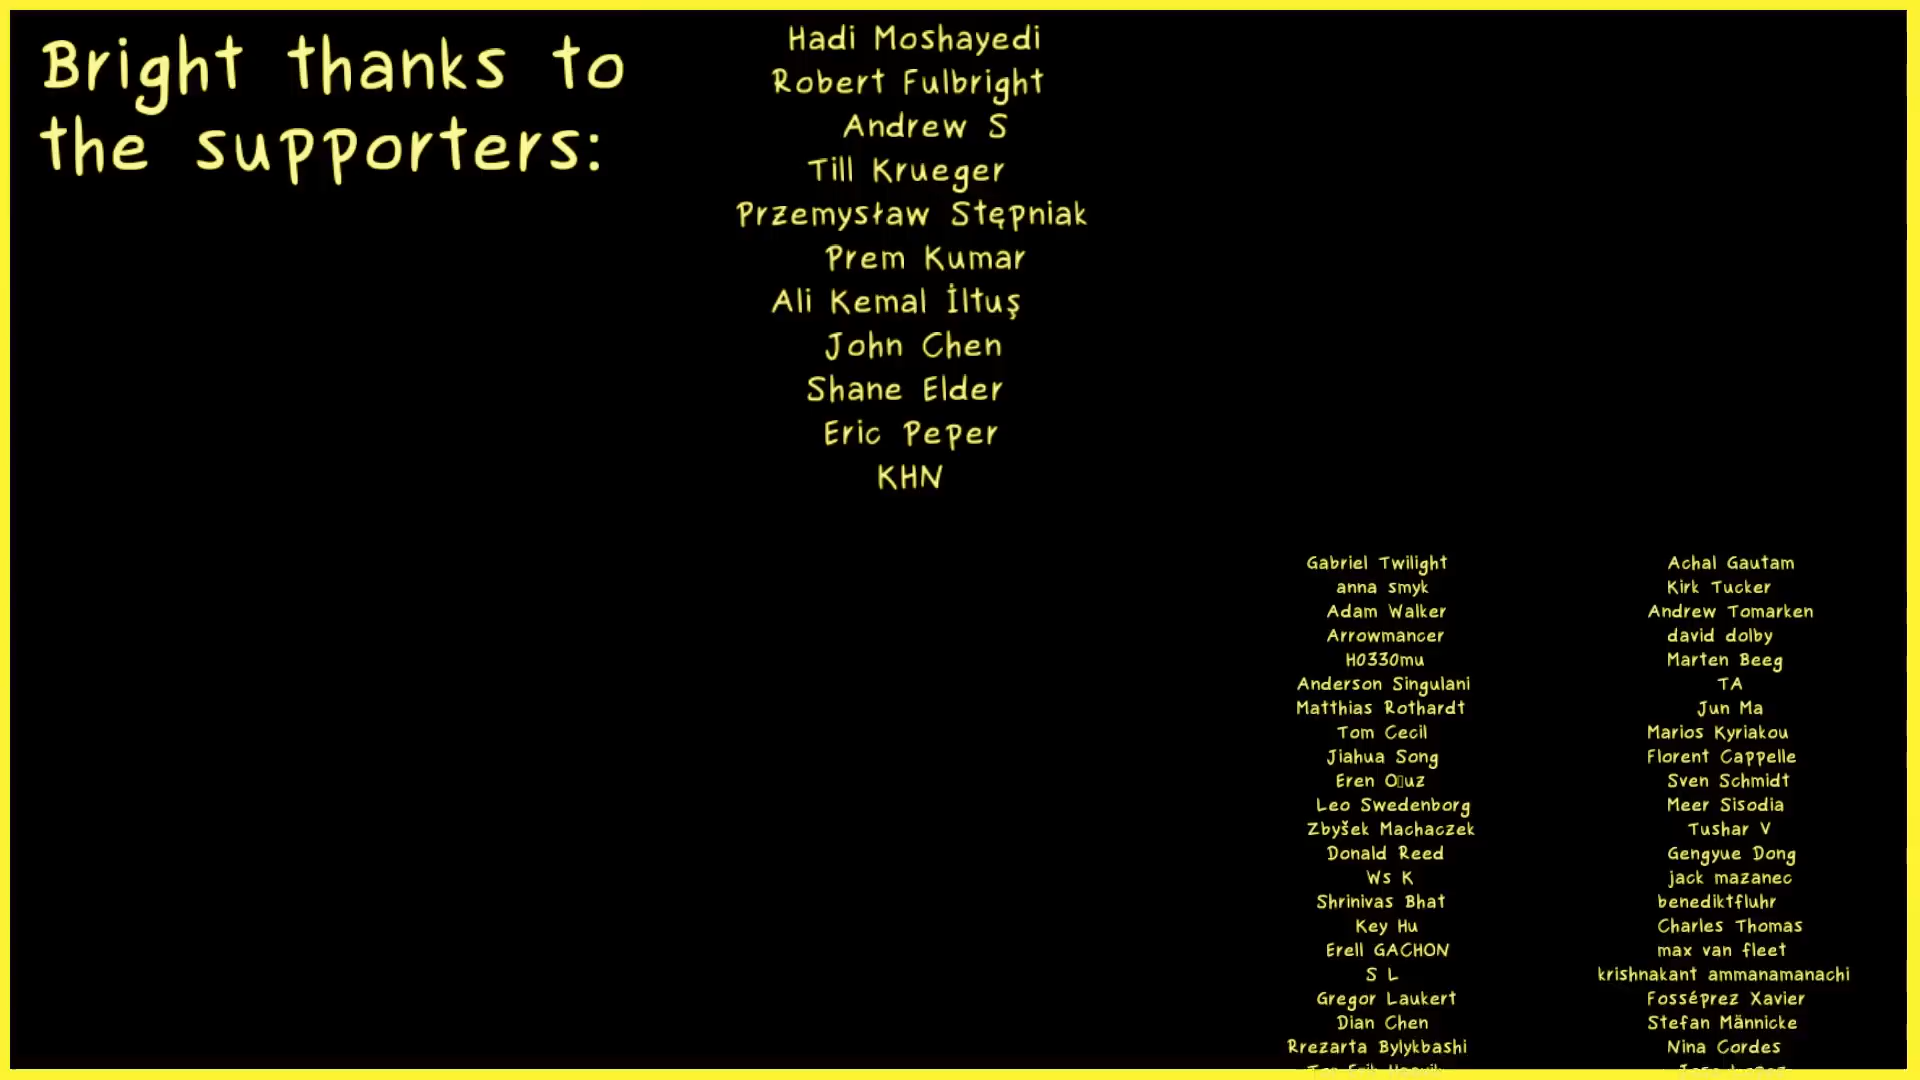 Bright thanks to
the supporters:
Hadi Moshayedi
Robert Fulbright
Andrew S
Till Krueger
Przemysław Stępniak
Prem Kumar
Ali Kemal İltuş
John Chen
Shane Elder
Eric Peper
KHN
Gabriel Twilight
anna smyk
Adam Walker
Arrowmancer
H0330mu
Anderson Singulani
Matthias Rothardt
Tom Cecil
Jiahua Song
Eren O▯uz
Leo Swedenborg
Zbyšek Machaczek
Donald Reed
Ws K
Shrinivas Bhat
Key Hu
Erell GACHON
S L
Gregor Laukert
Dian Chen
Rrezarta Bylykbashi
Achal Gautam
Kirk Tucker
Andrew Tomarken
david dolby
Marten Beeg
TA
Jun Ma
Marios Kyriakou
Florent Cappelle
Sven Schmidt
Meer Sisodia
Tushar V
Gengyue Dong
jack mazanec
benediktfluhr
Charles Thomas
max van fleet
krishnakant ammanamanachi
Fosséprez Xavier
Stefan Männicke
Nina Cordes